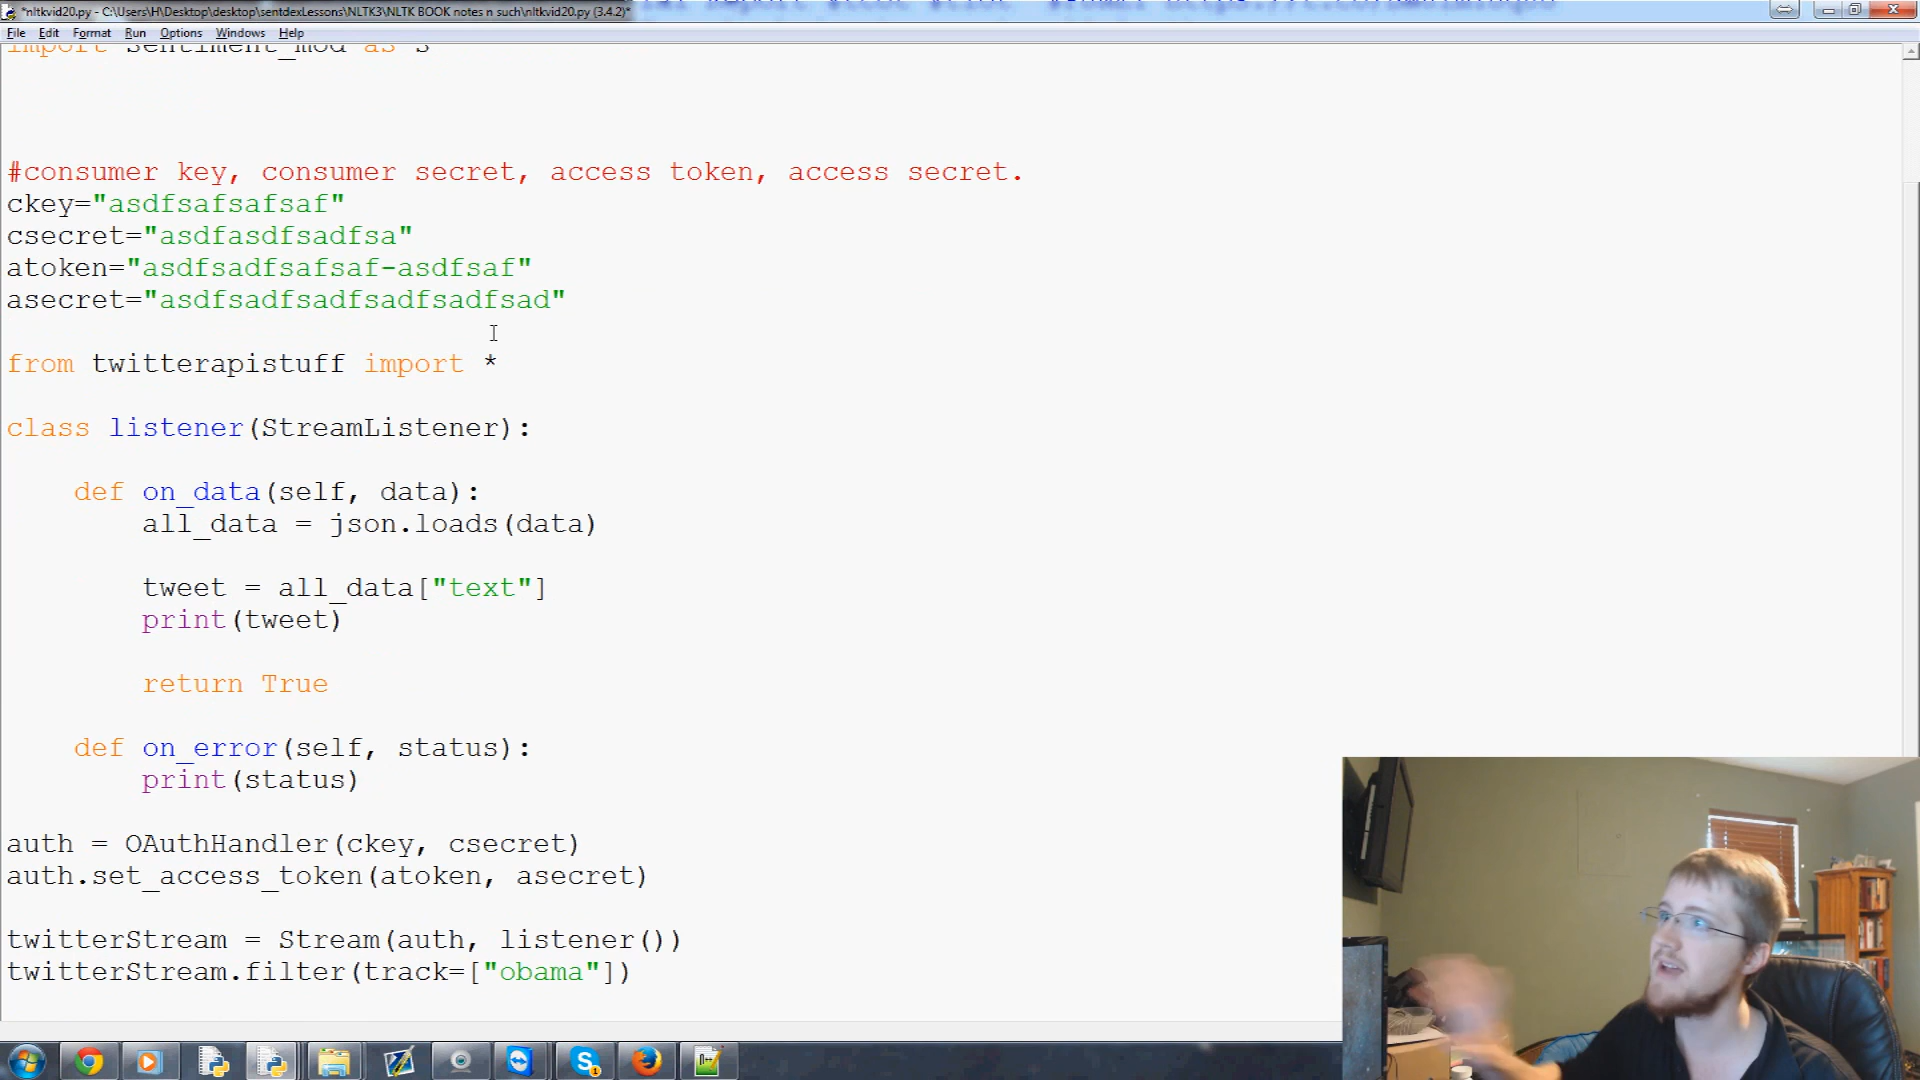 *nltkvid20.py - C:\Users\H\Desktop\desktop\sentdexLessons\NLTK3\NLTK BOOK notes n such\nltkvid20.py (3.4.2)*
File Edit Format Run Options Windows Help
import sentiment_mod as s
#consumer key, consumer secret, access token, access secret.
ckey="asdfsafsafsaf"
csecret="asdfasdfsadfsa"
atoken="asdfsadfsafsaf-asdfsaf"
asecret="asdfsadfsadfsadfsadfsad"
from twitterapistuff import *
class listener(StreamListener):
    def on_data(self, data):
        all_data = json.loads(data)
        tweet = all_data["text"]
        print(tweet)
        return True
    def on_error(self, status):
        print(status)
auth = OAuthHandler(ckey, csecret)
auth.set_access_token(atoken, asecret)
twitterStream = Stream(auth, listener())
twitterStream.filter(track=["obama"])